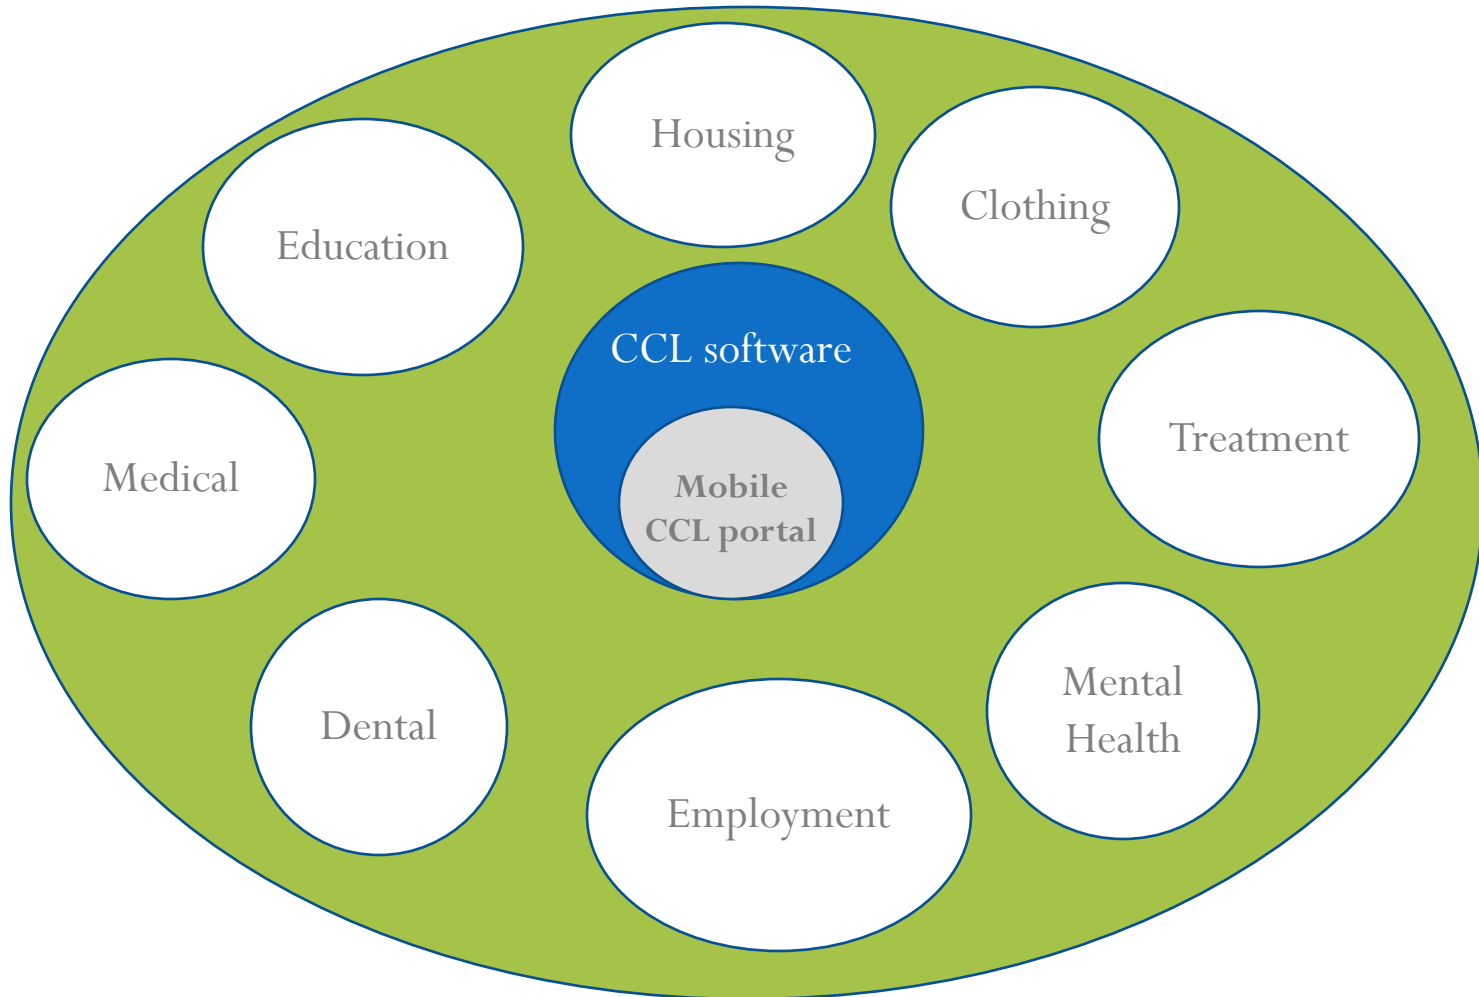 Housing
Clothing
Education
CCL software
Treatment
Medical
Mobile
CCL portal
Mental
Health
Dental
Employment